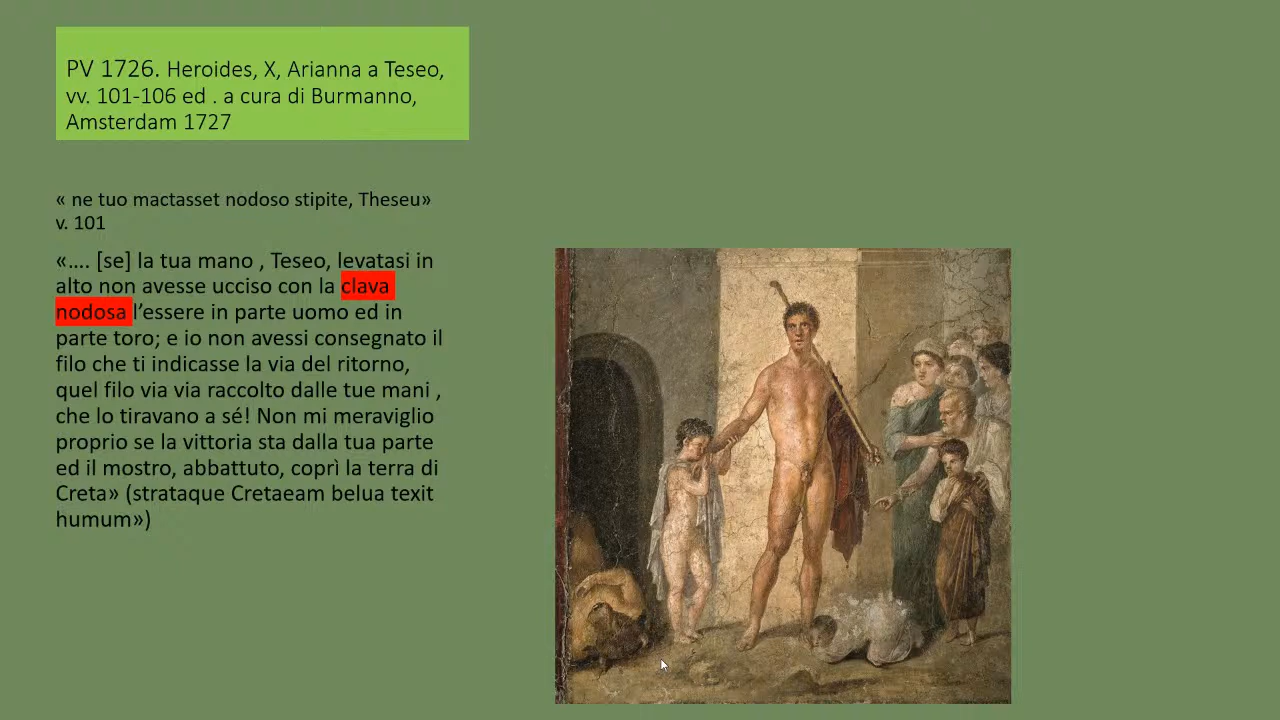 PV 1726. Heroides, X, Arianna a Teseo,
vv. 101-106 ed . a cura di Burmanno,
Amsterdam 1727
« ne tuo mactasset nodoso stipite, Theseu»
v. 101
«…. [se] la tua mano , Teseo, levatasi in
alto non avesse ucciso con la clava
nodosa l’essere in parte uomo ed in
parte toro; e io non avessi consegnato il
filo che ti indicasse la via del ritorno,
quel filo via via raccolto dalle tue mani ,
che lo tiravano a sé! Non mi meraviglio
proprio se la vittoria sta dalla tua parte
ed il mostro, abbattuto, coprì la terra di
Creta» (strataque Cretaeam belua texit
humum»)